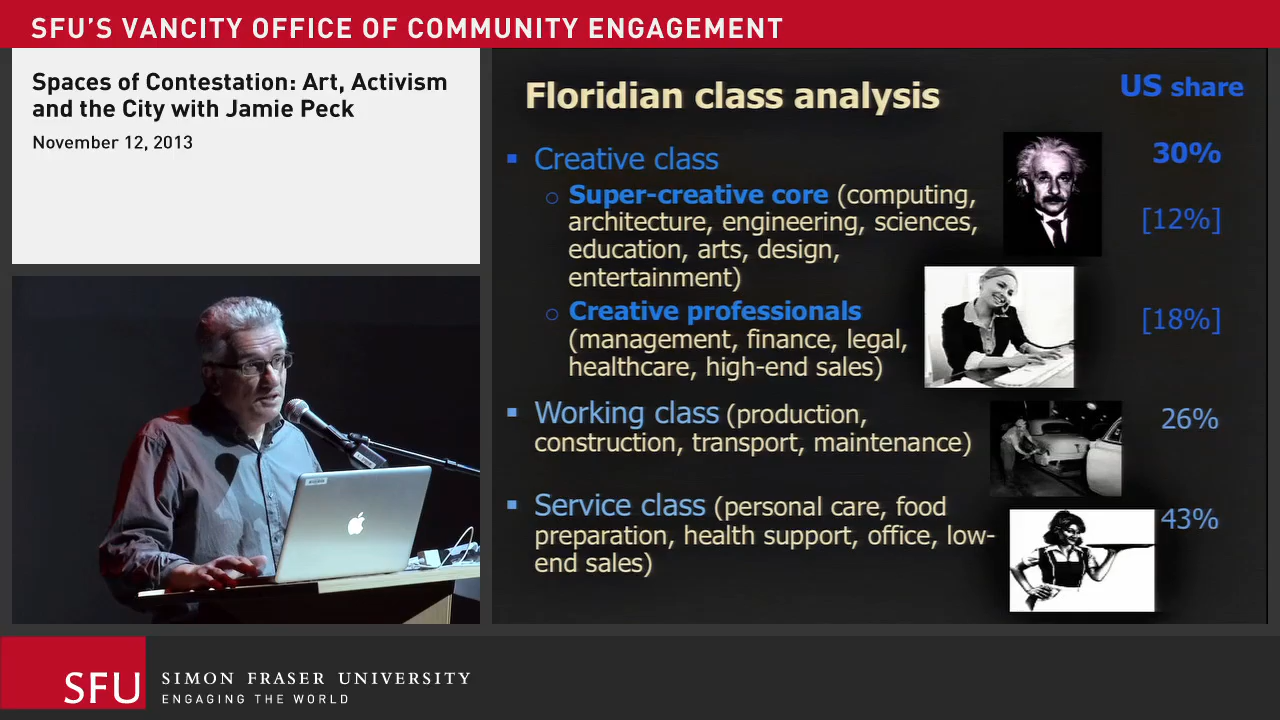 SFU'S VANCITY OFFICE OF COMMUNITY ENGAGEMENT
Spaces of Contestation: Art, Activism
and the City with Jamie Peck
November 12, 2013
Floridian class analysis
US share
Creative class
30%
Super-creative core (computing,
architecture, engineering, sciences,
education, arts, design,
entertainment)
[12%]
Creative professionals
(management, finance, legal,
healthcare, high-end sales)
[18%]
Working class (production,
construction, transport, maintenance)
26%
Service class (personal care, food
preparation, health support, office, low-
end sales)
43%
SFU
SIMON FRASER UNIVERSITY
ENGAGING THE WORLD